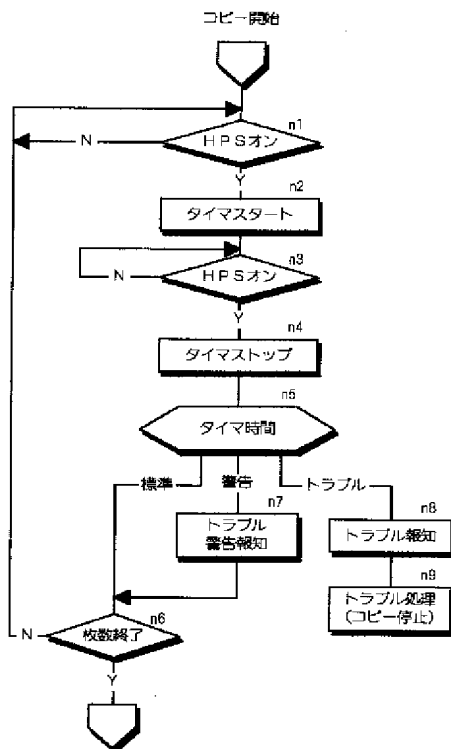 コピー開始
n1
HPSオン
N
Y
n2
タイマスタート
n3
HPSオン
N
Y
n4
タイマストップ
n5
タイマ時間
標準
警告
トラブル
n7
トラブル
警告報知
n8
トラブル報知
n9
トラブル処理
(コピー停止)
n6
枚数終了
N
Y